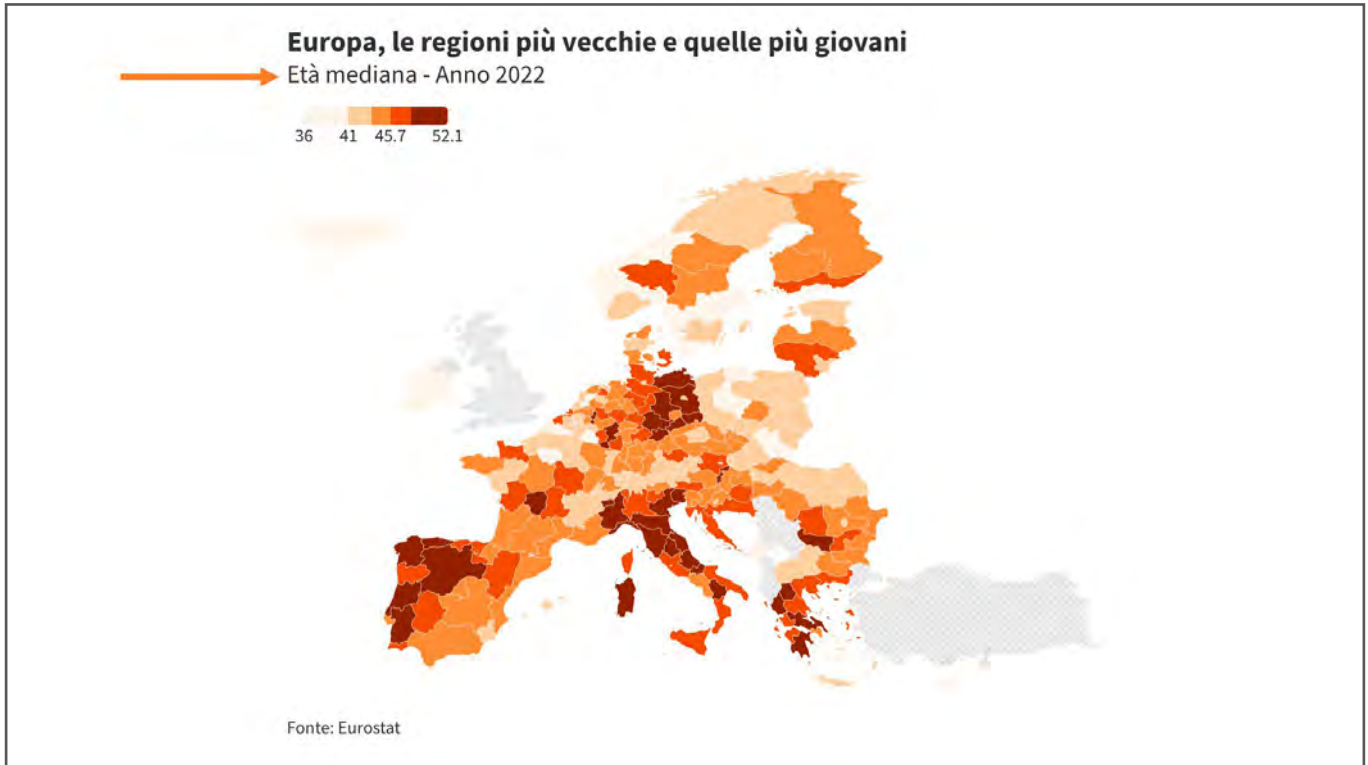 Europa, le regioni più vecchie e quelle più giovani
Età mediana - Anno 2022
36 41 45.7 52.1
Fonte: Eurostat